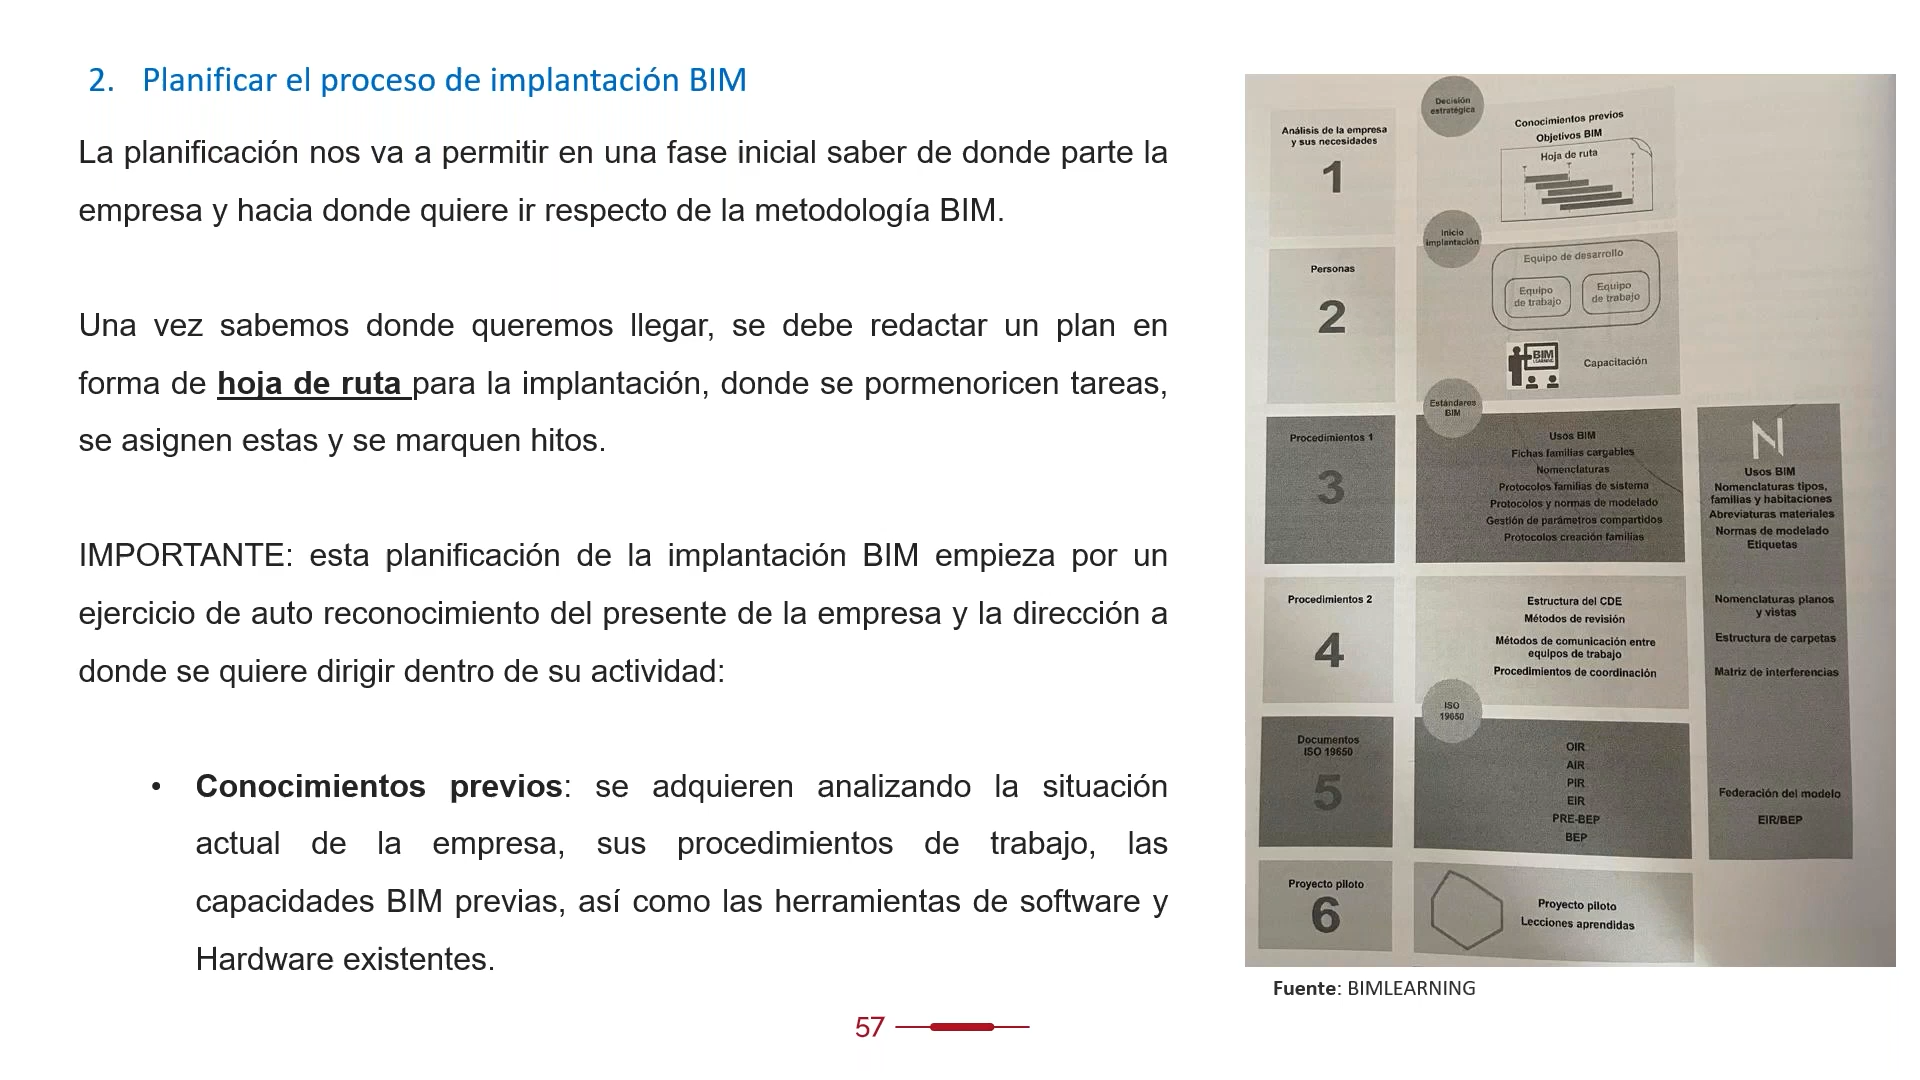 2. Planificar el proceso de implantación BIM
La planificación nos va a permitir en una fase inicial saber de donde parte la
empresa y hacia donde quiere ir respecto de la metodología BIM.
Una vez sabemos donde queremos llegar, se debe redactar un plan en
forma de hoja de ruta para la implantación, donde se pormenoricen tareas,
se asignen estas y se marquen hitos.
IMPORTANTE: esta planificación de la implantación BIM empieza por un
ejercicio de auto reconocimiento del presente de la empresa y la dirección a
donde se quiere dirigir dentro de su actividad:
• Conocimientos previos: se adquieren analizando la situación
actual de la empresa, sus procedimientos de trabajo, las
capacidades BIM previas, así como las herramientas de software y
Hardware existentes.
Decisión
estratégica
Análisis de la empresa
y sus necesidades
1
Conocimientos previos
Objetivos BIM
Hoja de ruta
Inicio
implantación
Personas
2
Equipo de desarrollo
Equipo
de trabajo
Equipo
de trabajo
BIM
LEARNING
Capacitación
Estándares
BIM
Procedimientos 1
3
Usos BIM
Fichas familias cargables
Nomenclaturas
Protocolos familias de sistema
Protocolos y normas de modelado
Gestión de parámetros compartidos
Protocolos creación familias
N
Usos BIM
Nomenclaturas tipos,
familias y habitaciones
Abreviaturas materiales
Normas de modelado
Etiquetas
Procedimientos 2
4
Estructura del CDE
Métodos de revisión
Métodos de comunicación entre
equipos de trabajo
Procedimientos de coordinación
Nomenclaturas planos
y vistas
Estructura de carpetas
Matriz de interferencias
ISO
19650
Documentos
ISO 19650
5
OIR
AIR
PIR
EIR
PRE-BEP
BEP
Federación del modelo
EIR/BEP
Proyecto piloto
6
Proyecto piloto
Lecciones aprendidas
Fuente: BIMLEARNING
57